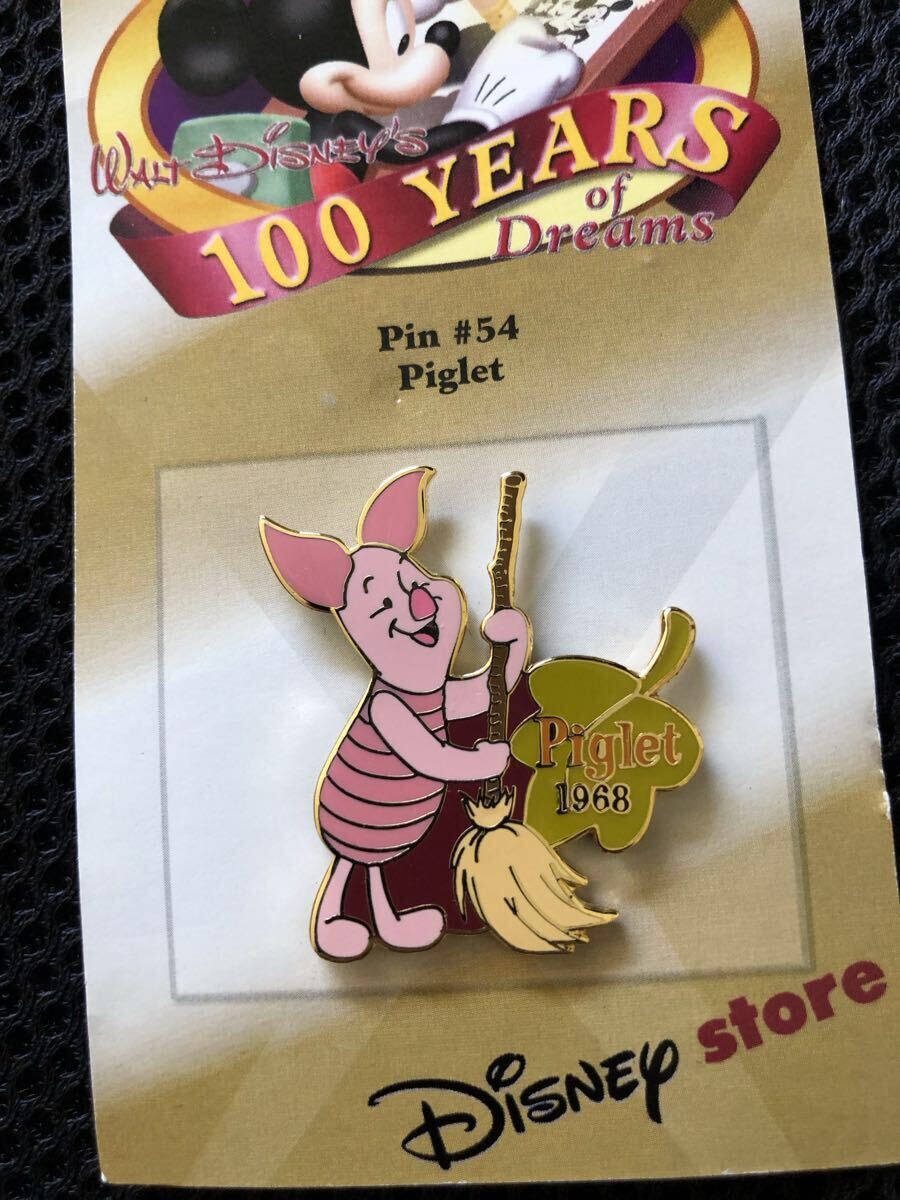 WALT DISNEY'S
100 YEARS
of
Dreams
Pin #54
Piglet
Piglet
1968
DISNEY store